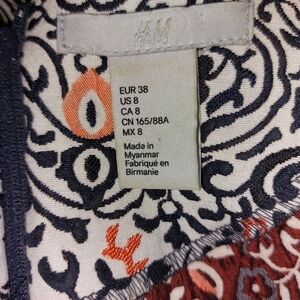 H&M
EUR 38
US 8
CA 8
CN 165/88A
MX 8
Made in
Myanmar
Fabriqué en
Birmanie